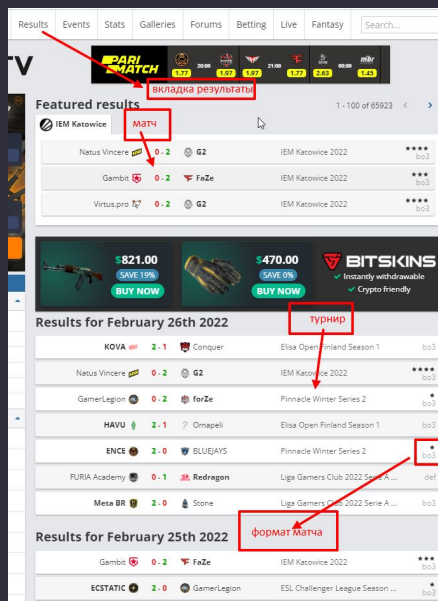 Results Events Stats Galleries Forums Betting Live Fantasy Search...
TV
PARI MATCH 20:00 21:00 00:00 mibr
1.77 1.97 1.97 1.77 2.63 1.45
вкладка результаты
Featured results 1 - 100 of 65923 < >
IEM Katowice матч
Natus Vincere 0 - 2 G2 IEM Katowice 2022 ★★★★ bo3
Gambit 0 - 2 FaZe IEM Katowice 2022 ★★★ bo3
Virtus.pro 0 - 2 G2 IEM Katowice 2022 ★★★★ bo3
$821.00 $470.00 BITSKINS
SAVE 19% SAVE 0% ✓ Instantly withdrawable
BUY NOW BUY NOW ✓ Crypto friendly
Results for February 26th 2022 турнир
KOVA 2 - 1 Conquer Elisa Open Finland Season 1 bo3
Natus Vincere 0 - 2 G2 IEM Katowice 2022 ★★★★ bo3
GamerLegion 0 - 2 forZe Pinnacle Winter Series 2 ★ bo3
HAVU 2 - 1 ? Omapeli Elisa Open Finland Season 1 bo3
ENCE 2 - 0 BLUEJAYS Pinnacle Winter Series 2 ★ bo3
FURIA Academy 0 - 1 Redragon Liga Gamers Club 2022 Serie A ... def
Meta BR 2 - 0 Stone Liga Gamers Club 2022 Serie A ... bo3
Results for February 25th 2022 формат матча
Gambit 0 - 2 FaZe IEM Katowice 2022 ★★★ bo3
ECSTATIC 2 - 0 GamerLegion ESL Challenger League Season ... ★ bo3